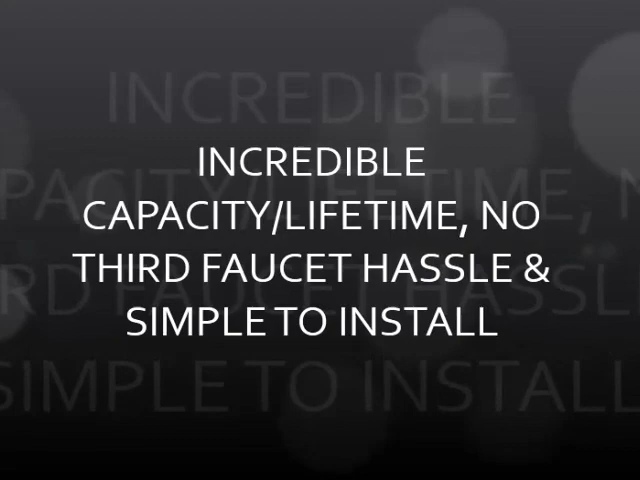 INCREDIBLE
CAPACITY/LIFETIME, NO
THIRD FAUCET HASSLE &
SIMPLE TO INSTALL